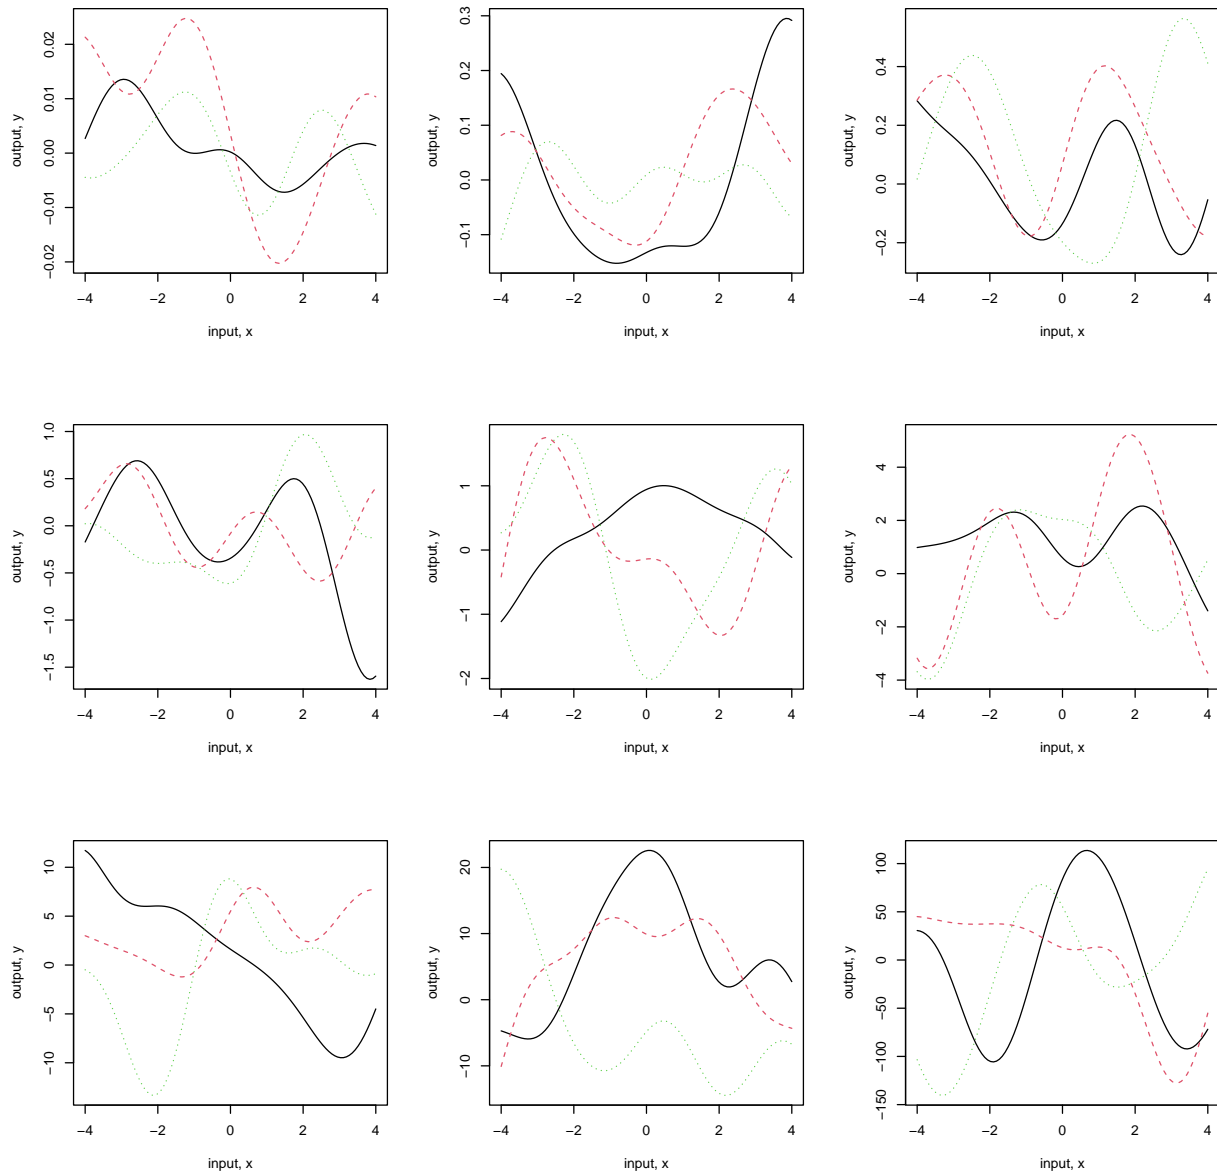 output, y
0.02
0.01
0.00
−0.01
−0.02
−4 −2 0 2 4
input, x
output, y
0.3
0.2
0.1
0.0
−0.1
−4 −2 0 2 4
input, x
output, y
0.4
0.2
0.0
−0.2
−4 −2 0 2 4
input, x
output, y
1.0
0.5
0.0
−0.5
−1.0
−1.5
−4 −2 0 2 4
input, x
output, y
1
0
−1
−2
−4 −2 0 2 4
input, x
output, y
4
2
0
−2
−4
−4 −2 0 2 4
input, x
output, y
10
5
0
−5
−10
−4 −2 0 2 4
input, x
output, y
20
10
0
−10
−4 −2 0 2 4
input, x
output, y
100
50
0
−50
−100
−150
−4 −2 0 2 4
input, x